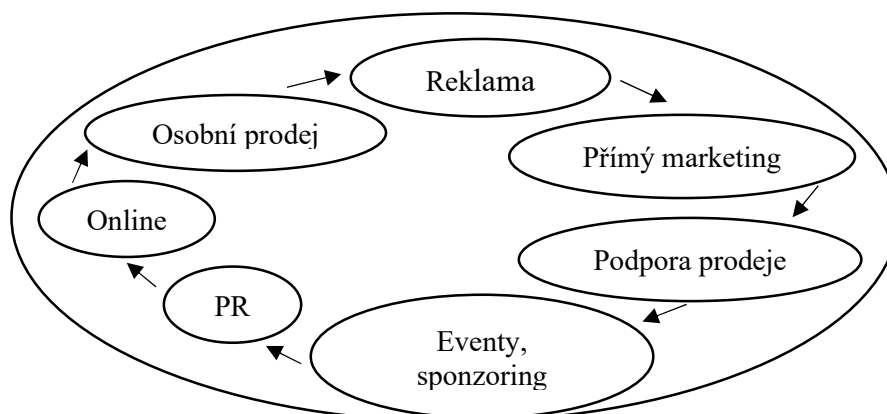 Reklama
Osobní prodej
Přímý marketing
Online
Podpora prodeje
PR
Eventy,
sponzoring